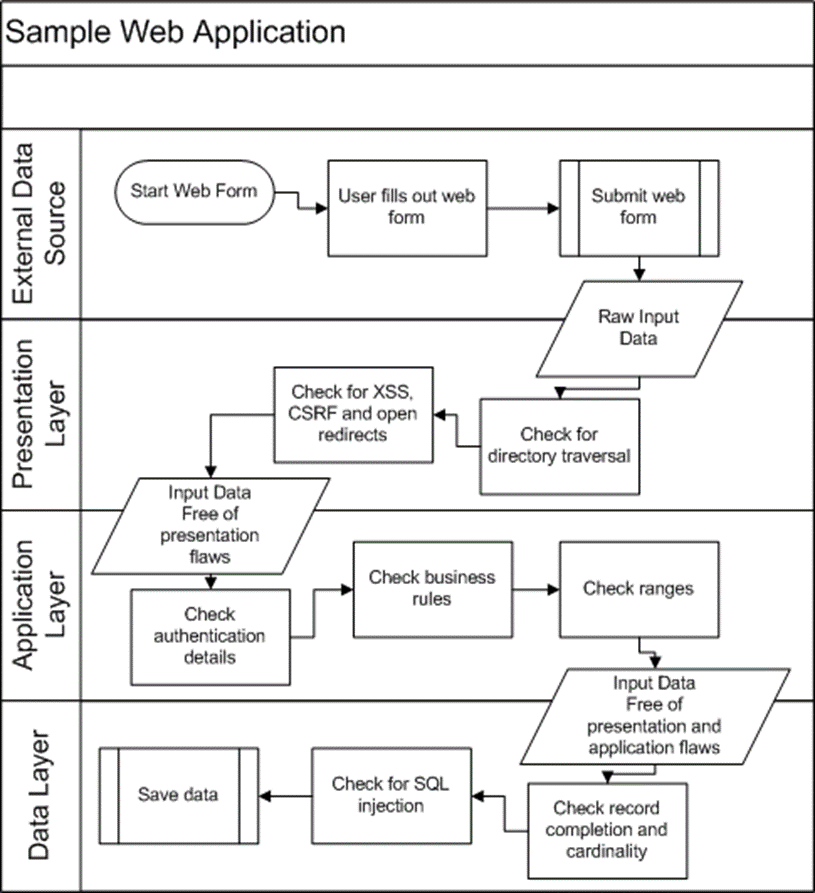 Sample Web Application
External Data
Source
Start Web Form
User fills out web
form
Submit web
form
Raw Input
Data
Presentation
Layer
Check for
directory traversal
Check for XSS,
CSRF and open
redirects
Input Data
Free of
presentation
flaws
Application
Layer
Check
authentication
details
Check business
rules
Check ranges
Input Data
Free of
presentation and
application flaws
Data Layer
Check record
completion and
cardinality
Check for SQL
injection
Save data